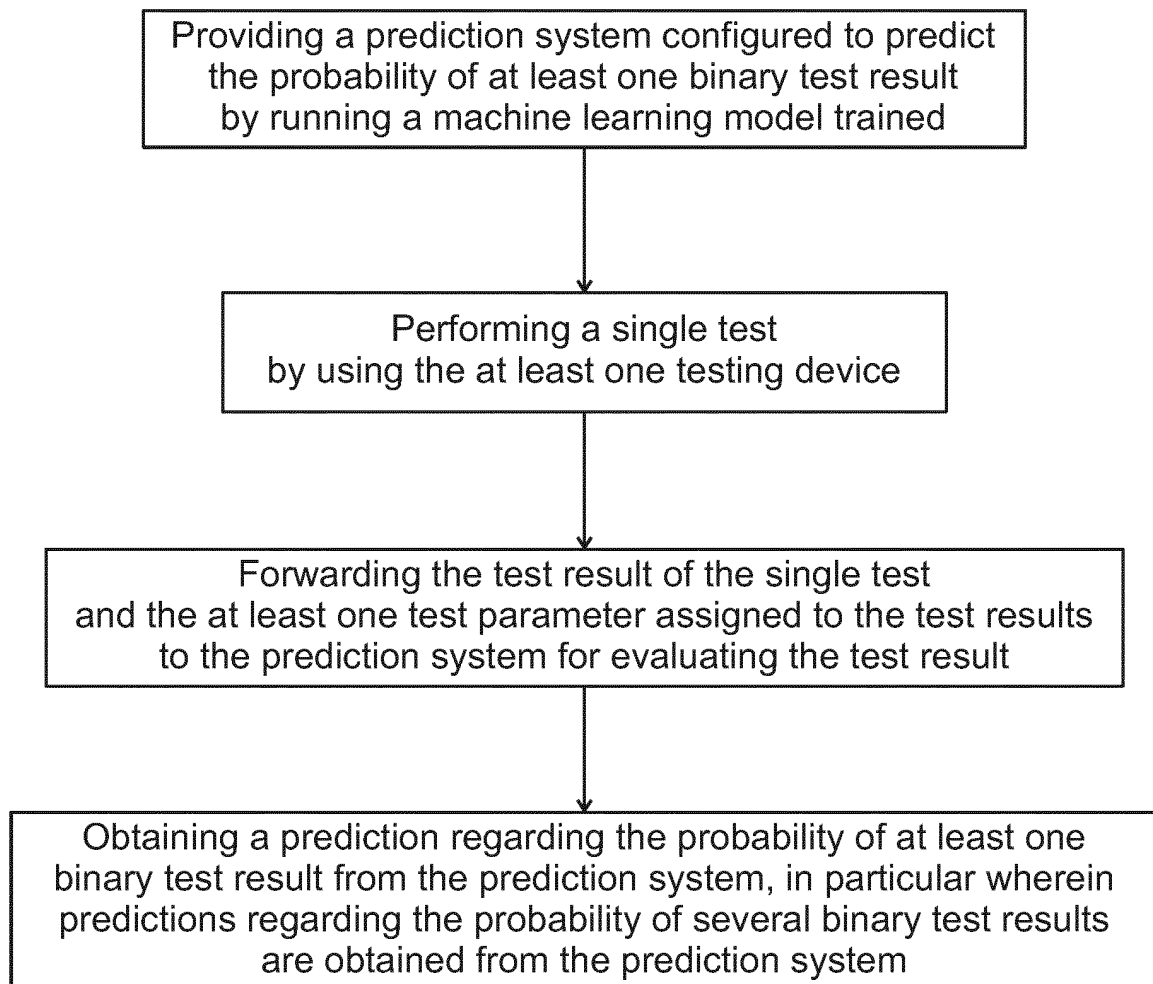 Providing a prediction system configured to predict
the probability of at least one binary test result
by running a machine learning model trained
Performing a single test
by using the at least one testing device
Forwarding the test result of the single test
and the at least one test parameter assigned to the test results
to the prediction system for evaluating the test result
Obtaining a prediction regarding the probability of at least one
binary test result from the prediction system, in particular wherein
predictions regarding the probability of several binary test results
are obtained from the prediction system